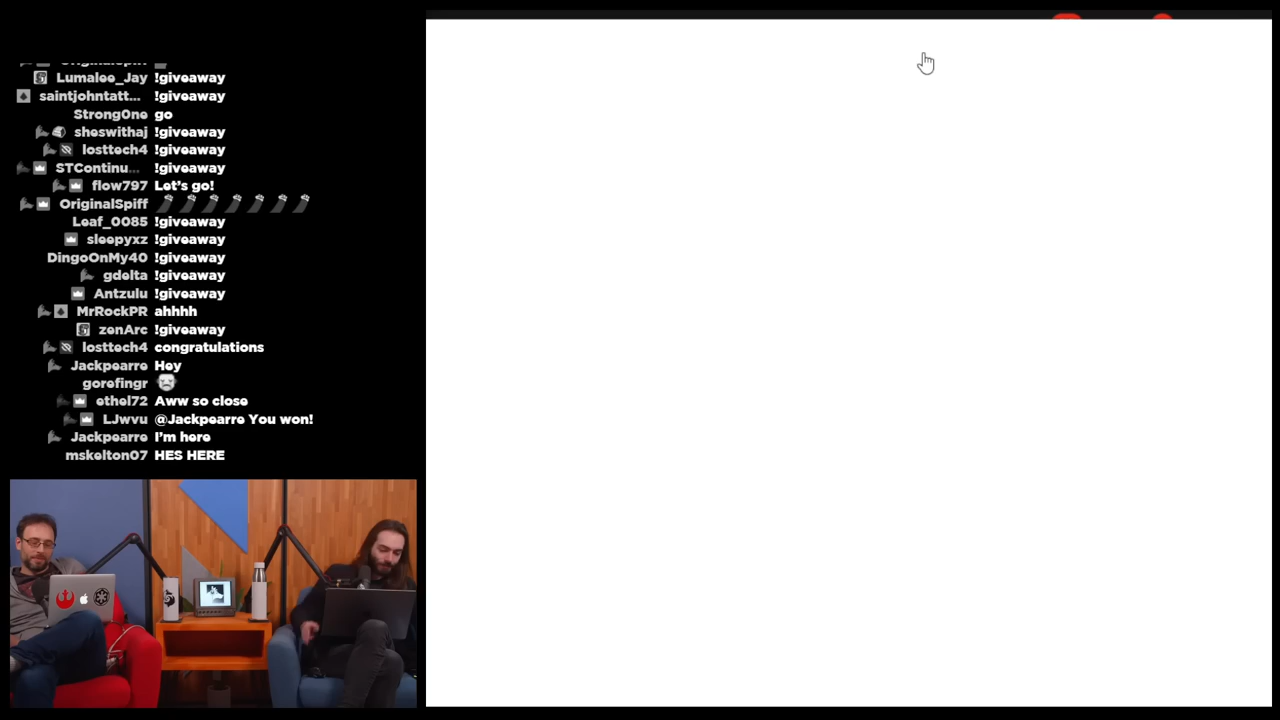 OriginalSpiff
Lumalee_Jay !giveaway
saintjohntatt... !giveaway
StrongOne go
sheswithaj !giveaway
losttech4 !giveaway
STContinu... !giveaway
flow797 Let's go!
OriginalSpiff
Leaf_0085 !giveaway
sleepyxz !giveaway
DingoOnMy40 !giveaway
gdelta !giveaway
Antzulu !giveaway
MrRockPR ahhhh
zenArc !giveaway
losttech4 congratulations
Jackpearre Hey
gorefingr
ethel72 Aww so close
LJwvu @Jackpearre You won!
Jackpearre I'm here
mskelton07 HES HERE